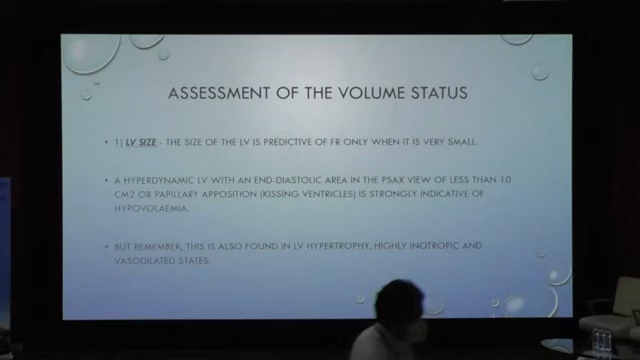 ASSESSMENT OF THE VOLUME STATUS
• 1) LV SIZE - THE SIZE OF THE LV IS PREDICTIVE OF FR ONLY WHEN IT IS VERY SMALL.
• A HYPERDYNAMIC LV WITH AN END-DIASTOLIC AREA IN THE PSAX VIEW OF LESS THAN 10
CM2 OR PAPILLARY APPOSITION (KISSING VENTRICLES) IS STRONGLY INDICATIVE OF
HYPOVOLAEMIA.
• BUT REMEMBER, THIS IS ALSO FOUND IN LV HYPERTROPHY, HIGHLY INOTROPIC AND
VASODILATED STATES.